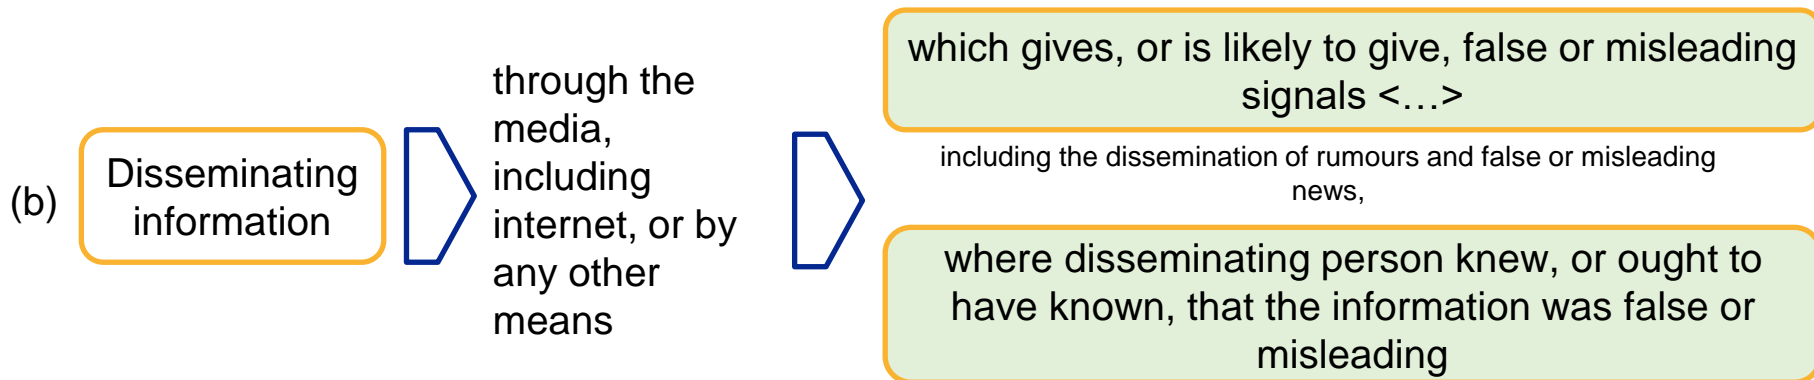 (b)
Disseminating
information
through the
media,
including
internet, or by
any other
means
which gives, or is likely to give, false or misleading
signals <…>
including the dissemination of rumours and false or misleading
news,
where disseminating person knew, or ought to
have known, that the information was false or
misleading